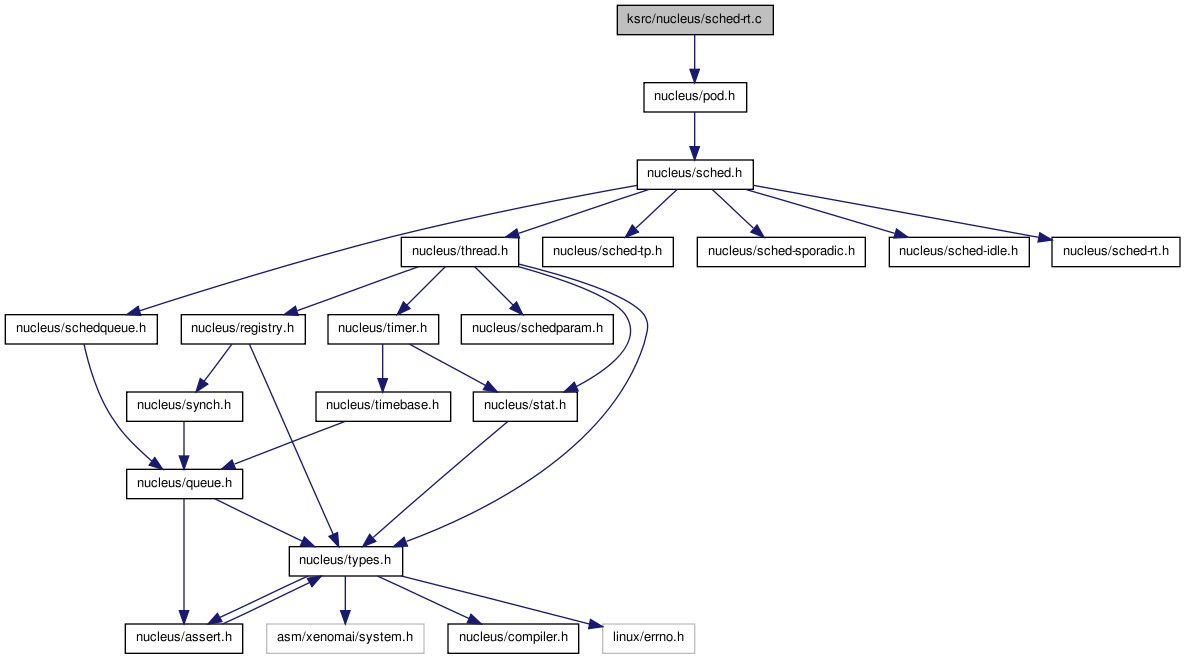 ksrc/nucleus/sched-rt.c
nucleus/pod.h
nucleus/sched.h
nucleus/thread.h
nucleus/sched-tp.h
nucleus/sched-sporadic.h
nucleus/sched-idle.h
nucleus/sched-rt.h
nucleus/schedqueue.h
nucleus/registry.h
nucleus/timer.h
nucleus/schedparam.h
nucleus/synch.h
nucleus/timebase.h
nucleus/stat.h
nucleus/queue.h
nucleus/types.h
nucleus/assert.h
asm/xenomai/system.h
nucleus/compiler.h
linux/errno.h